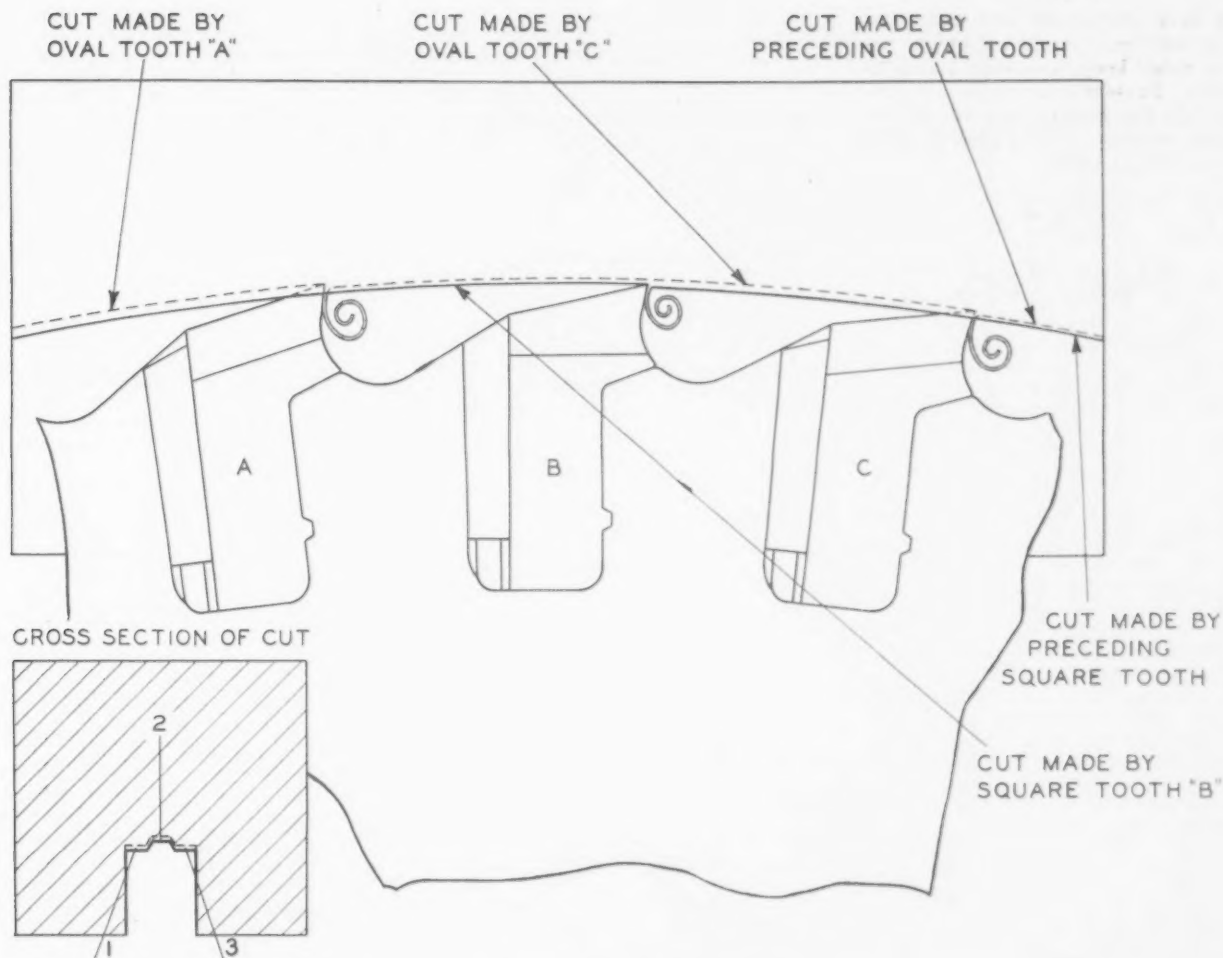 CUT MADE BY
OVAL TOOTH "A"
CUT MADE BY
OVAL TOOTH "C"
CUT MADE BY
PRECEDING OVAL TOOTH
A
B
C
CUT MADE BY
PRECEDING
SQUARE TOOTH
CROSS SECTION OF CUT
2
CUT MADE BY
SQUARE TOOTH "B"
1
3